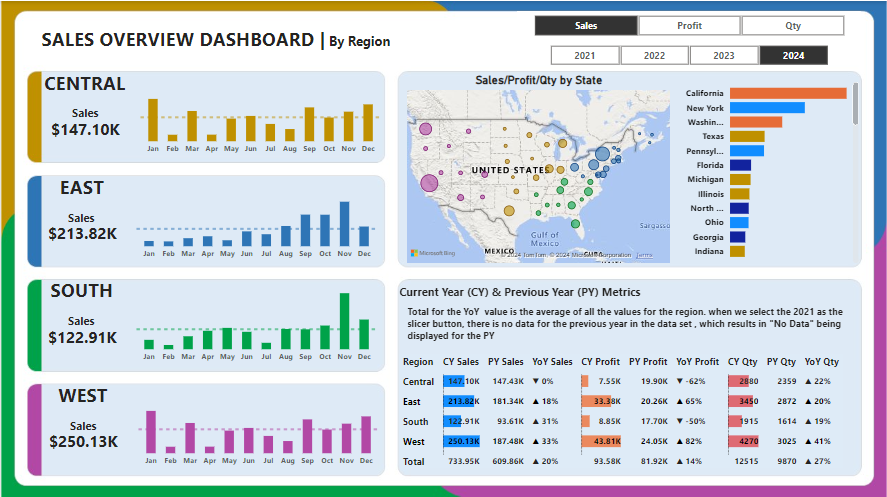 SALES OVERVIEW DASHBOARD | By Region
Sales Profit Qty
2021 2022 2023 2024
CENTRAL
Sales
$147.10K
Jan Feb Mar Apr May Jun Jul Aug Sep Oct Nov Dec
EAST
Sales
$213.82K
Jan Feb Mar Apr May Jun Jul Aug Sep Oct Nov Dec
SOUTH
Sales
$122.91K
Jan Feb Mar Apr May Jun Jul Aug Sep Oct Nov Dec
WEST
Sales
$250.13K
Jan Feb Mar Apr May Jun Jul Aug Sep Oct Nov Dec
Sales/Profit/Qty by State
UNITED STATES
Gulf of
Mexico
Sargasso
MEXICO
CUBA
Microsoft Bing
© 2024 TomTom, © 2024 Microsoft Corporation Terms
California
New York
Washin...
Texas
Pennsyl...
Florida
Michigan
Illinois
North ...
Ohio
Georgia
Indiana
Current Year (CY) & Previous Year (PY) Metrics
Total for the YoY value is the average of all the values for the region. when we select the 2021 as the
slicer button, there is no data for the previous year in the data set , which results in "No Data" being
displayed for the PY
Region CY Sales PY Sales YoY Sales CY Profit PY Profit YoY Profit CY Qty PY Qty YoY Qty
Central 147.10K 147.43K ▼ 0% 7.55K 19.90K ▼ -62% 2880 2359 ▲ 22%
East 213.82K 181.34K ▲ 18% 33.38K 20.26K ▲ 65% 3450 2872 ▲ 20%
South 122.91K 93.61K ▲ 31% 8.85K 17.70K ▼ -50% 1915 1614 ▲ 19%
West 250.13K 187.48K ▲ 33% 43.81K 24.05K ▲ 82% 4270 3025 ▲ 41%
Total 733.95K 609.86K ▲ 20% 93.58K 81.92K ▲ 14% 12515 9870 ▲ 27%